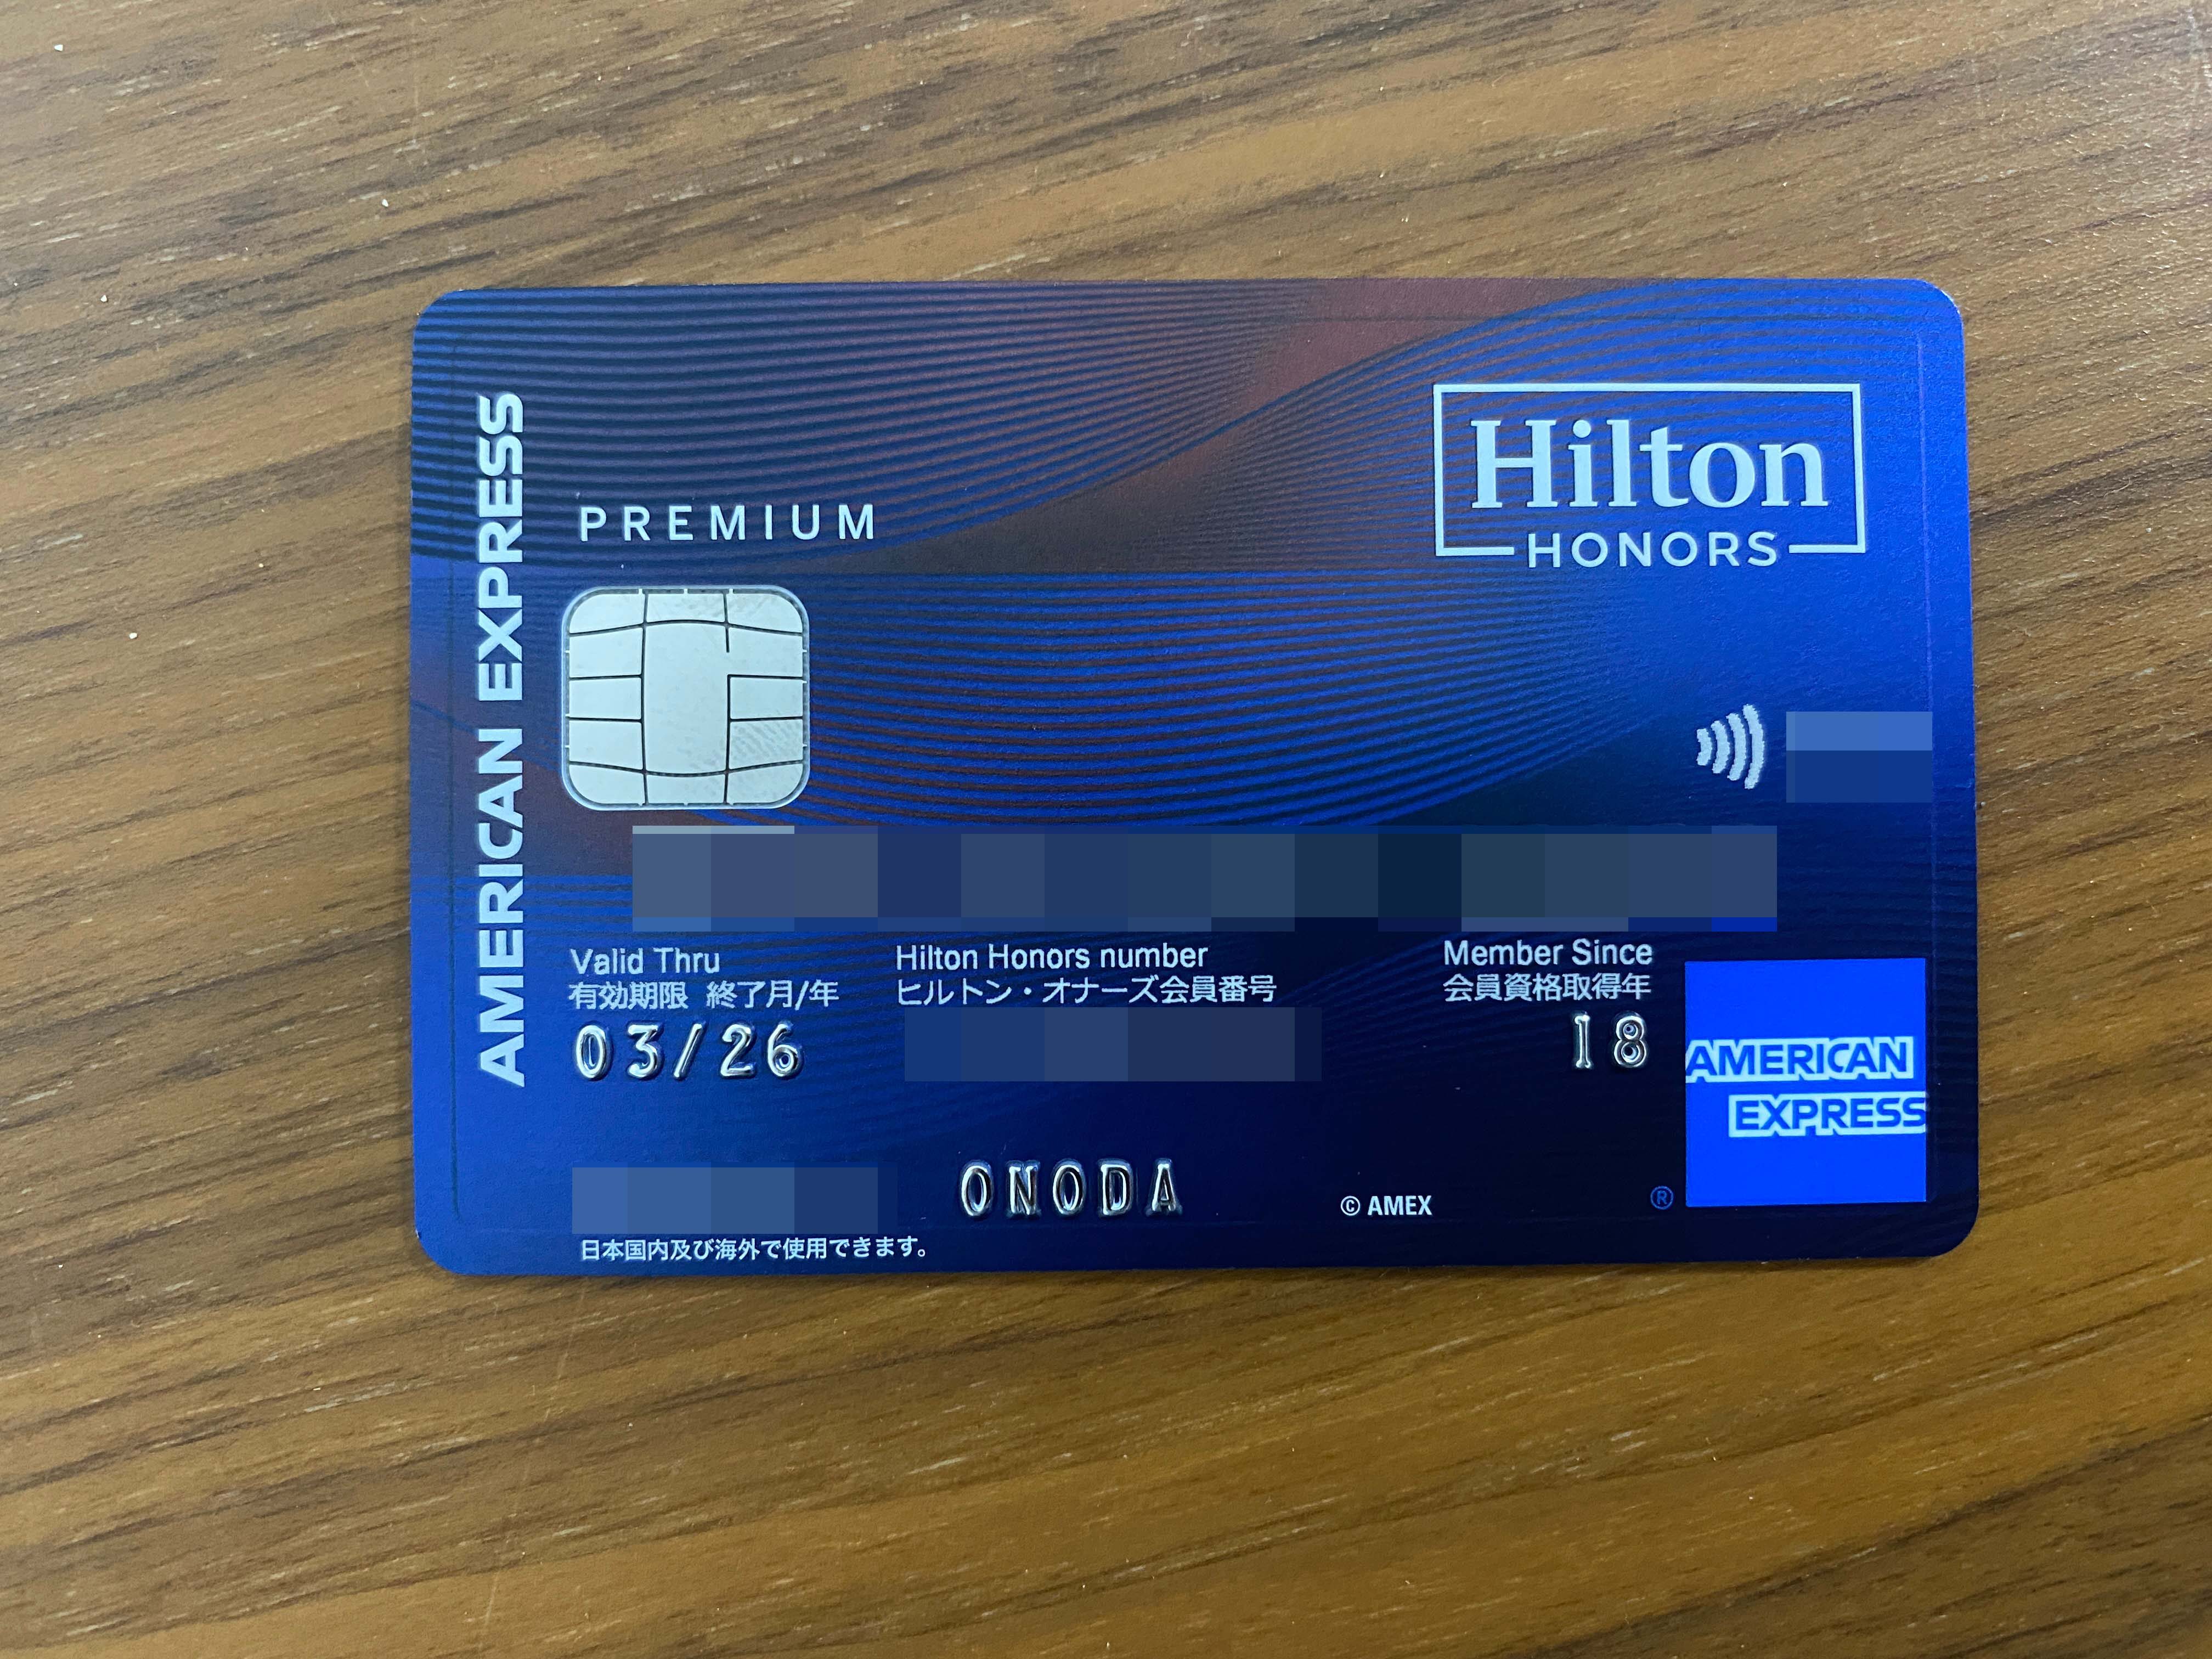 AMERICAN EXPRESS
Hilton
HONORS
PREMIUM
Valid Thru
有効期限 終了月/年
03/26
Hilton Honors number
ヒルトン・オナーズ会員番号
Member Since
会員資格取得年
18
AMERICAN
EXPRESS
ONODA
© AMEX
®
日本国内及び海外で使用できます。